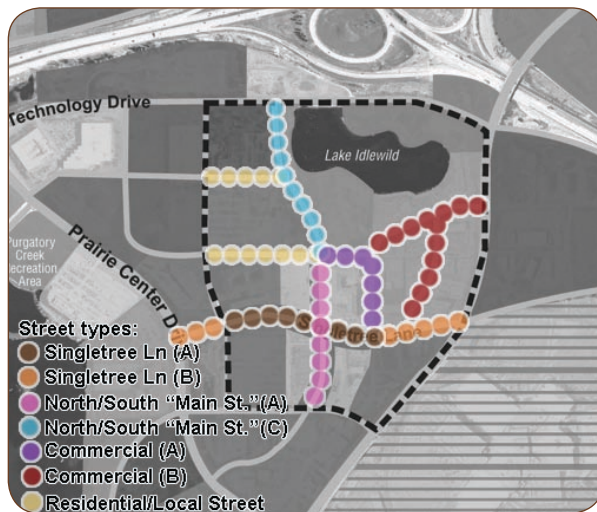 Technology Drive
Lake Idlewild
Purgatory
Creek
Recreation
Area
Prairie Center D
Singletree Lane
Street types:
Singletree Ln (A)
Singletree Ln (B)
North/South “Main St.”(A)
North/South “Main St.”(C)
Commercial (A)
Commercial (B)
Residential/Local Street